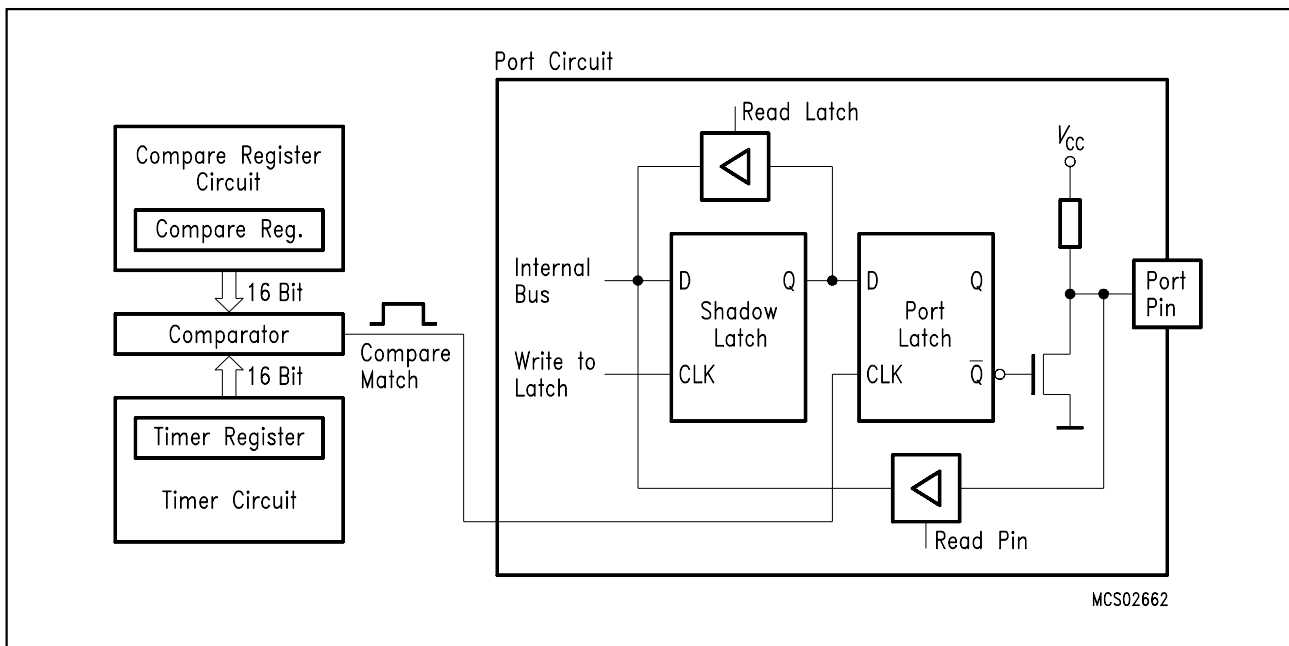 Port Circuit
Compare Register
Circuit
Compare Reg.
16 Bit
Comparator
16 Bit
Timer Register
Timer Circuit
Compare
Match
Read Latch
VCC
Internal
Bus
D
Q
Shadow
Latch
Write to
Latch
CLK
D
Q
Port
Latch
CLK
Q̅
Port
Pin
Read Pin
MCS02662